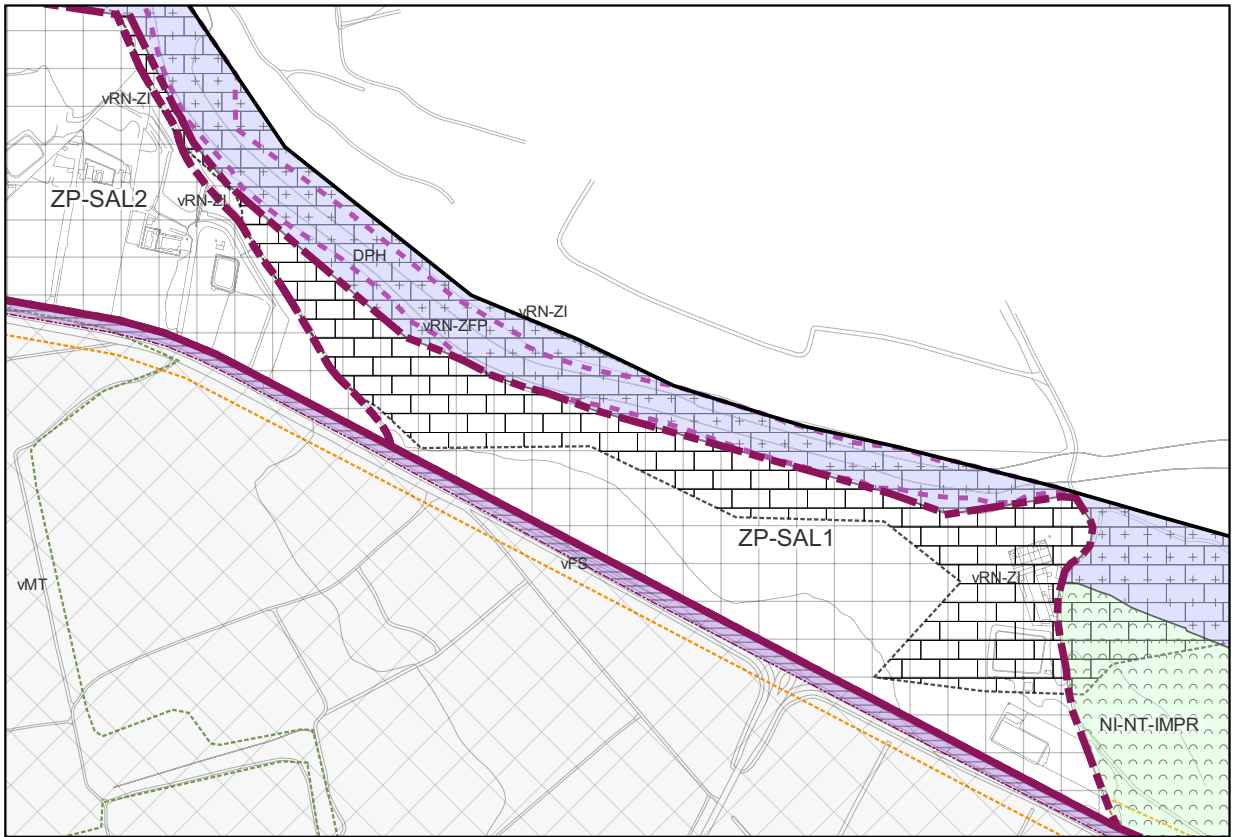 vRN-ZI
ZP-SAL2
vRN-ZI
DPH
vRN-ZI
vRN-ZFP
ZP-SAL1
vFS
vRN-ZI
vMT
NI-NT-IMPR